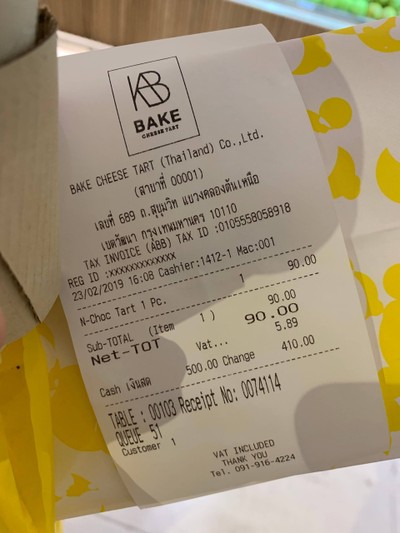 KB
BAKE
CHEESE TART
BAKE CHEESE TART (Thailand) Co.,Ltd.
(สาขาที่ 00001)
เลขที่ 689 ถ.สุขุมวิท แขวงคลองตันเหนือ
เขตวัฒนา กรุงเทพมหานคร 10110
TAX INVOICE (ABB) TAX ID :0105558058918
REG ID :xxxxxxxxxxxxx
23/02/2019 16:08 Cashier:1412-1 Mac:001
N-Choc Tart 1 Pc. 1 90.00
Sub-TOTAL (Item 1 ) 90.00
Net-TOT 90.00
Vat... 5.89
Cash เงินสด 500.00 Change 410.00
TABLE : 00103 Receipt No: 0074114
QUEUE 51
Customer 1
VAT INCLUDED
THANK YOU
Tel. 091-916-4224